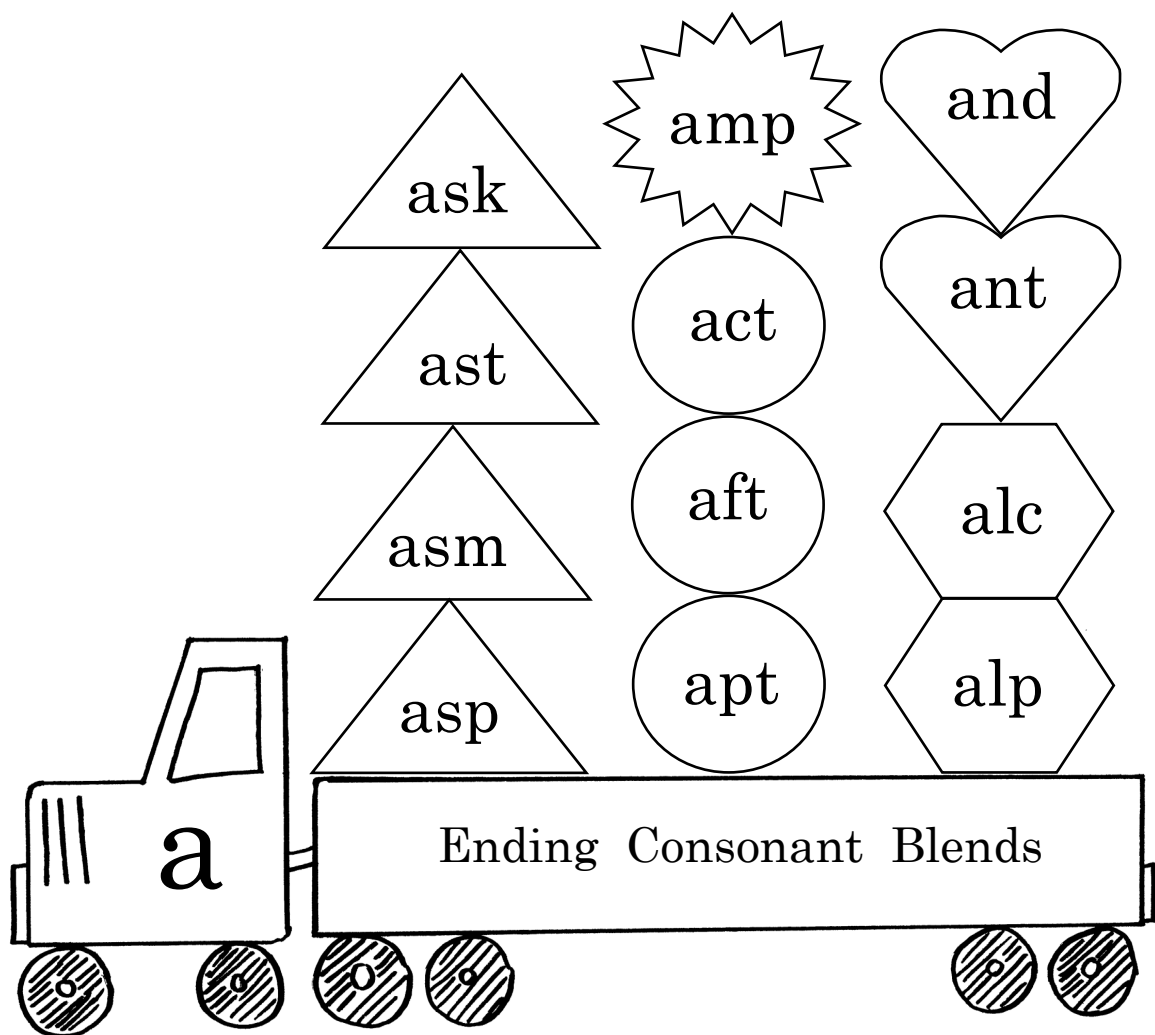 ask
ast
asm
asp
amp
act
aft
apt
and
ant
alc
alp
a
Ending Consonant Blends